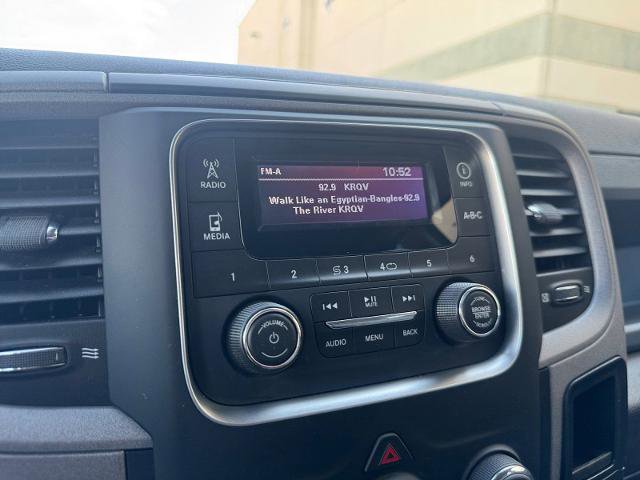 FM-A 10:52
92.9 KRQV
Walk Like an Egyptian-Bangles-92.9
The River KRQV
RADIO
INFO
MEDIA
A-B-C
1 2 3 4 5 6
MUTE
VOLUME
BROWSE
ENTER
AUDIO MENU BACK